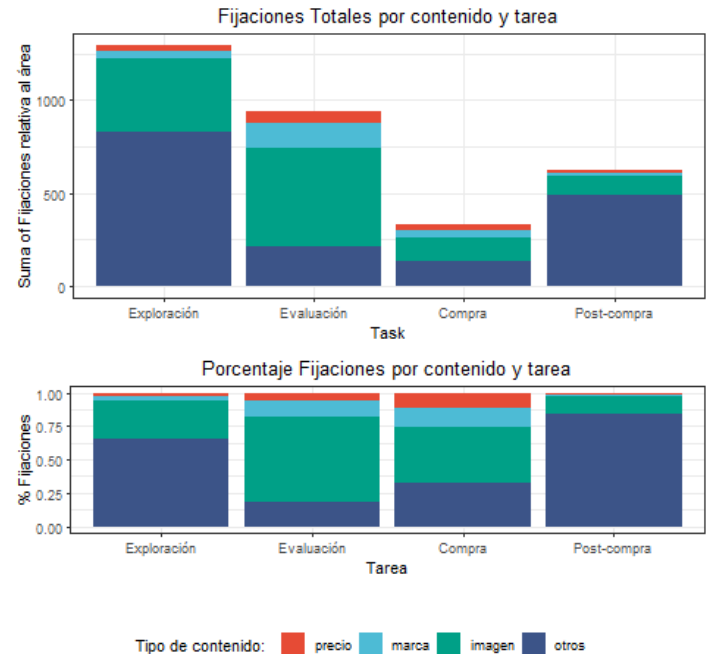 Fijaciones Totales por contenido y tarea
Suma of Fijaciones relativa al área
1000
500
0
Exploración Evaluación Compra Post-compra
Task
Porcentaje Fijaciones por contenido y tarea
% Fijaciones
1.00
0.75
0.50
0.25
0.00
Exploración Evaluación Compra Post-compra
Tarea
Tipo de contenido: precio marca imagen otros